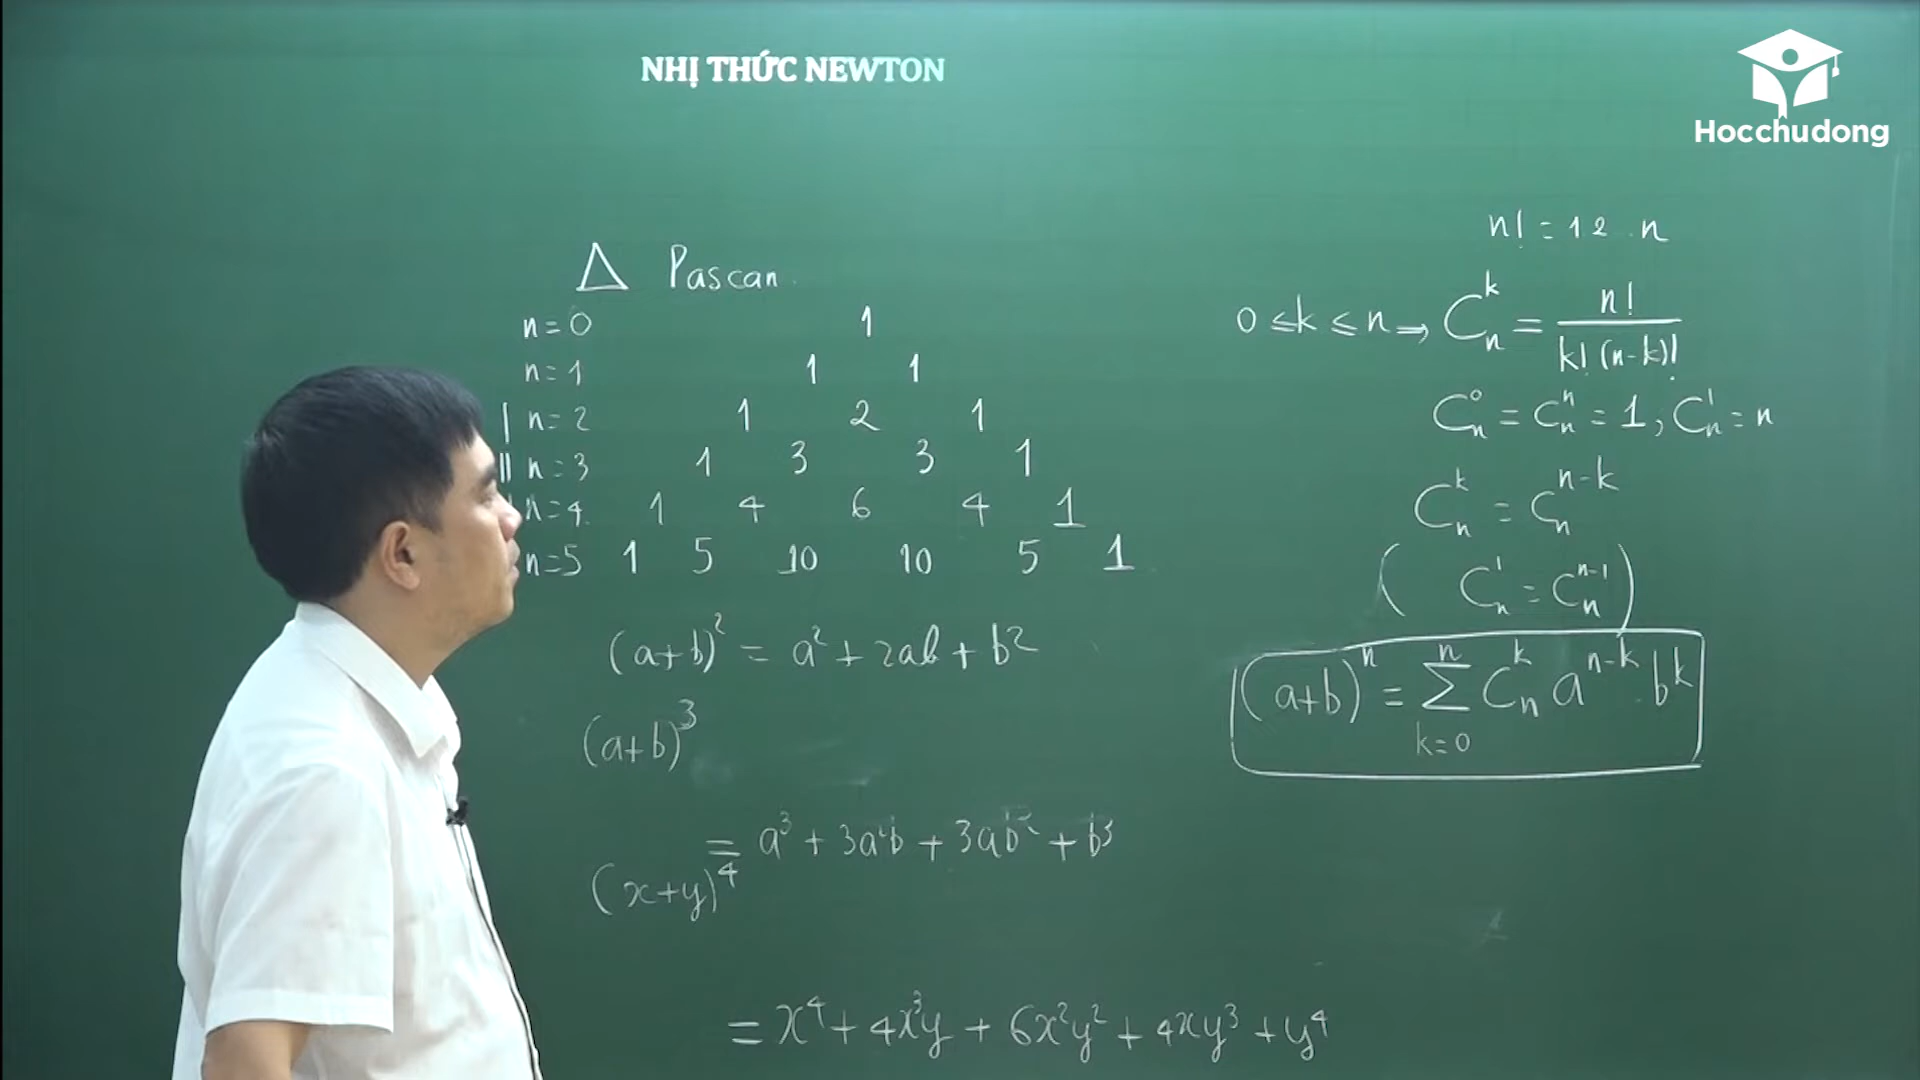 NHỊ THỨC NEWTON
Hocchudong
Δ Pascan.
n=0 1
n=1 1 1
n=2 1 2 1
n=3 1 3 3 1
n=4 1 4 6 4 1
n=5 1 5 10 10 5 1
(a+b)² = a² + 2ab + b²
(a+b)³
= a³ + 3a²b + 3ab² + b³
(x+y)⁴
= x⁴ + 4x³y + 6x²y² + 4xy³ + y⁴
n! = 1.2 . n
0 ≤ k ≤ n → Cₙᵏ = n! / k!(n-k)!
Cₙ⁰ = Cₙⁿ = 1, Cₙ¹ = n
Cₙᵏ = Cₙⁿ⁻ᵏ
( Cₙ¹ = Cₙⁿ⁻¹ )
(a+b)ⁿ = Σ_{k=0}^{n} Cₙᵏ aⁿ⁻ᵏ . bᵏ